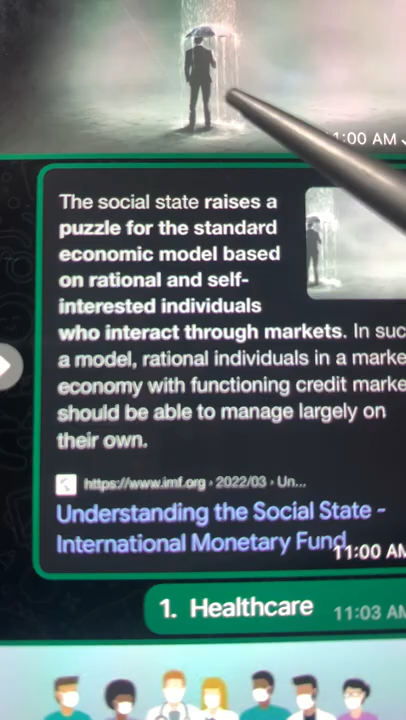 1:00 AM
The social state raises a
puzzle for the standard
economic model based
on rational and self-
interested individuals
who interact through markets. In suc
a model, rational individuals in a marke
economy with functioning credit marke
should be able to manage largely on
their own.
https://www.imf.org › 2022/03 › Un...
Understanding the Social State -
International Monetary Fund
11:00 AM
1. Healthcare 11:03 AM